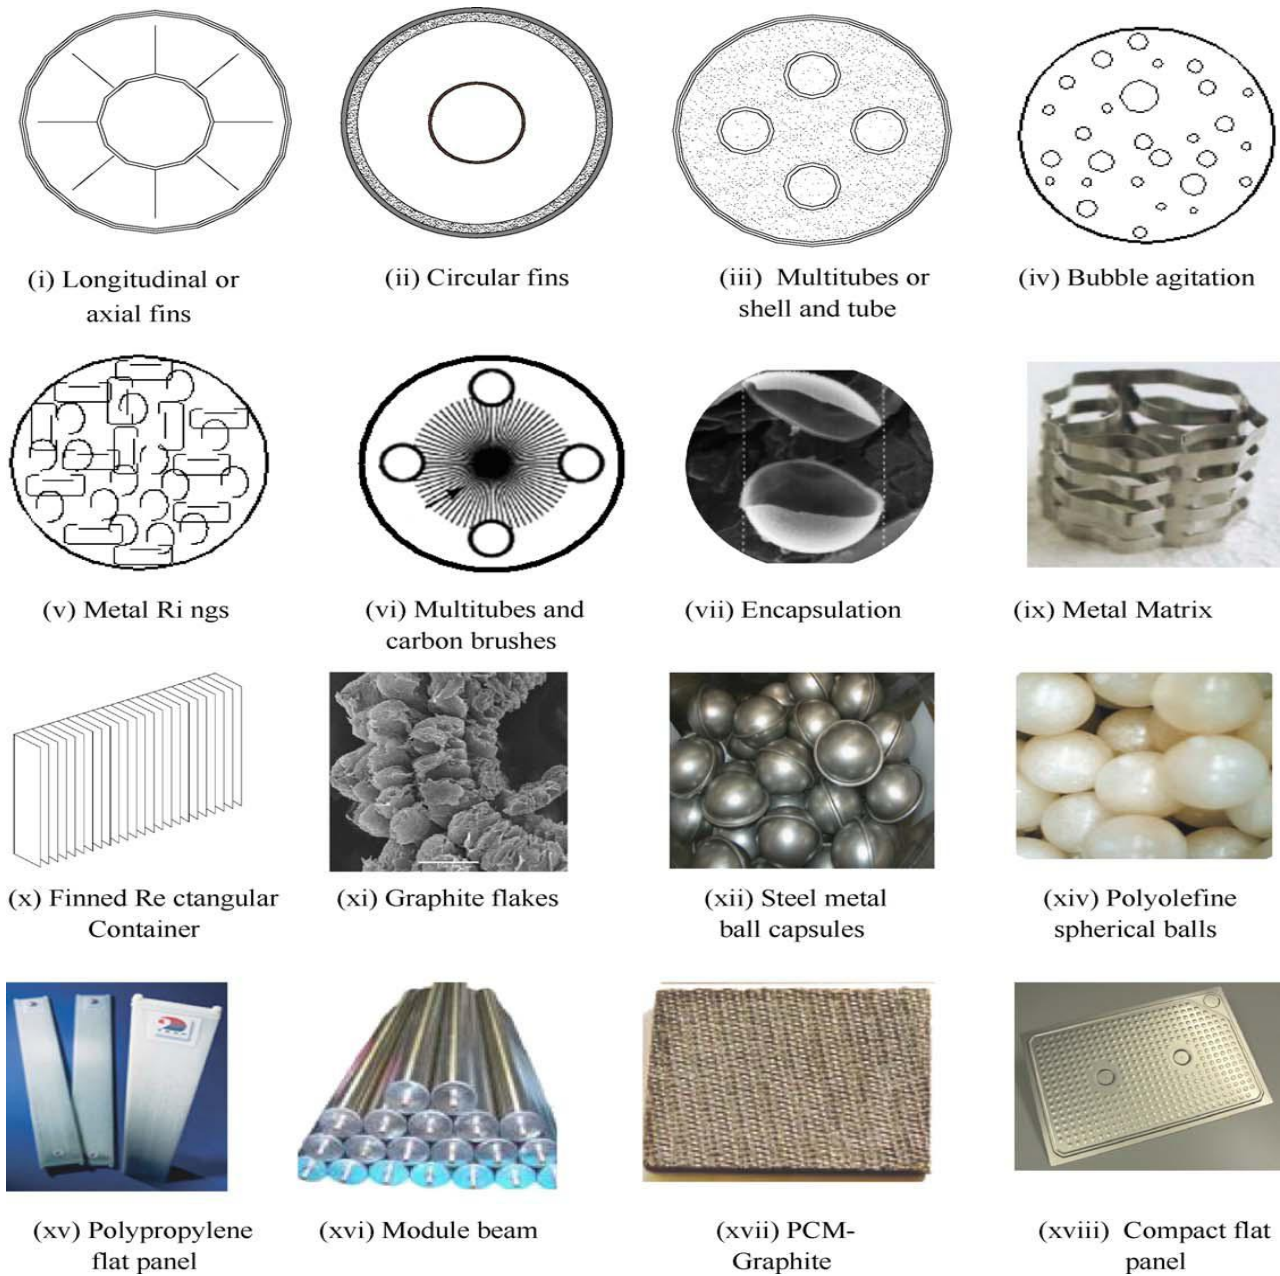 (i) Longitudinal or
axial fins
(ii) Circular fins
(iii) Multitubes or
shell and tube
(iv) Bubble agitation
(v) Metal Ri ngs
(vi) Multitubes and
carbon brushes
(vii) Encapsulation
(ix) Metal Matrix
(x) Finned Re ctangular
Container
(xi) Graphite flakes
(xii) Steel metal
ball capsules
(xiv) Polyolefine
spherical balls
(xv) Polypropylene
flat panel
(xvi) Module beam
(xvii) PCM-
Graphite
(xviii) Compact flat
panel